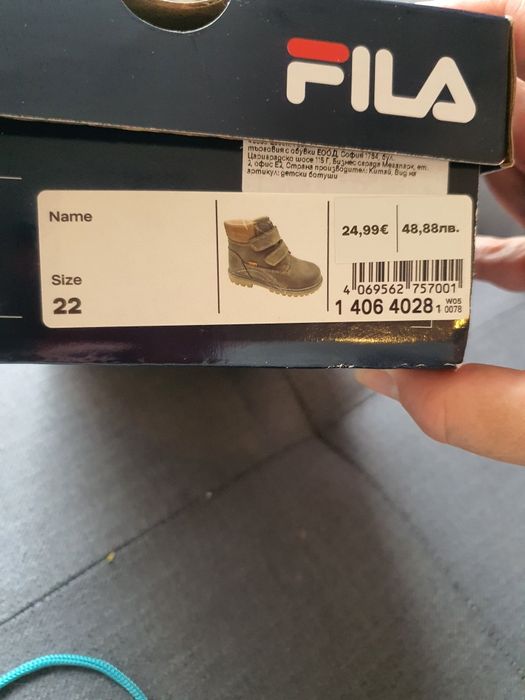 FILA
търговия с обувки ЕООД, София 1784, бул.
Цариградско шосе 115 Г, Бизнес сграда Мегапарк, ет.
2, офис Е2, Страна производител: Китай, Вид на
артикул: детски ботуши
Name
24,99€ 48,88лв.
Size
22
4 069562 757001
1 406 4028 1 W05 0078